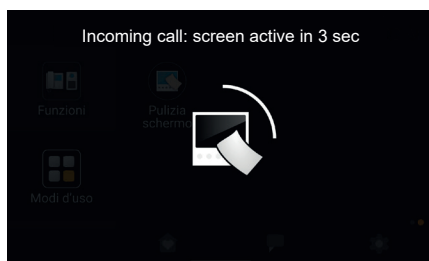 Incoming call: screen active in 3 sec
Funzioni
Pulizia
schermo
Modi d'uso